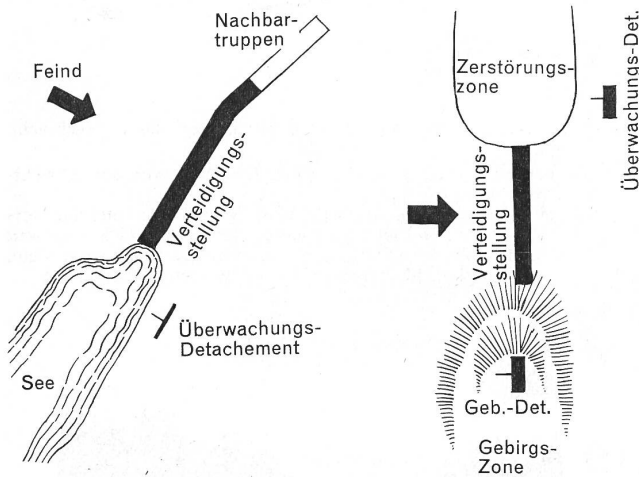 Nachbar-
truppen
Feind
Verteidigungs-
stellung
Überwachungs-
Detachement
See
Zerstörungs-
zone
Überwachungs-Det.
Verteidigungs-
stellung
Geb.-Det.
Gebirgs-
Zone